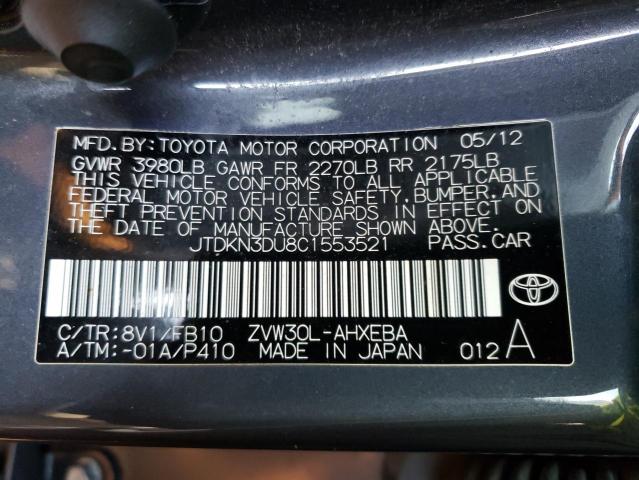 MFD.BY:TOYOTA MOTOR CORPORATION 05/12
GVWR 3980LB GAWR FR 2270LB RR 2175LB
THIS VEHICLE CONFORMS TO ALL APPLICABLE
FEDERAL MOTOR VEHICLE SAFETY,BUMPER,AND
THEFT PREVENTION STANDARDS IN EFFECT ON
THE DATE OF MANUFACTURE SHOWN ABOVE.
JTDKN3DU8C1553521 PASS.CAR
C/TR:8V1/FB10 ZVW30L-AHXEBA
A/TM:-01A/P410 MADE IN JAPAN 012 A